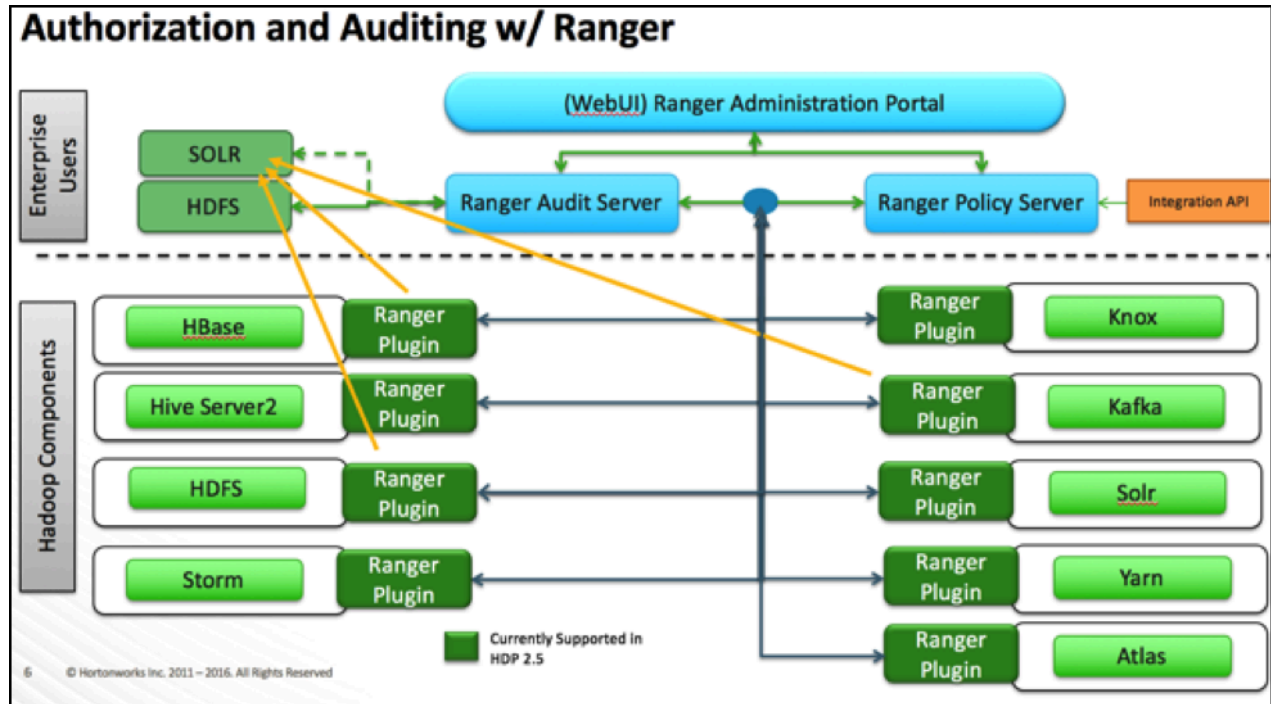 Authorization and Auditing w/ Ranger
Enterprise
Users
(WebUI) Ranger Administration Portal
SOLR
HDFS
Ranger Audit Server
Ranger Policy Server
Integration API
Hadoop Components
HBase
Ranger
Plugin
Ranger
Plugin
Knox
Hive Server2
Ranger
Plugin
Ranger
Plugin
Kafka
HDFS
Ranger
Plugin
Ranger
Plugin
Solr
Storm
Ranger
Plugin
Ranger
Plugin
Yarn
Ranger
Plugin
Atlas
Currently Supported in
HDP 2.5
6 © Hortonworks Inc. 2011 – 2016. All Rights Reserved